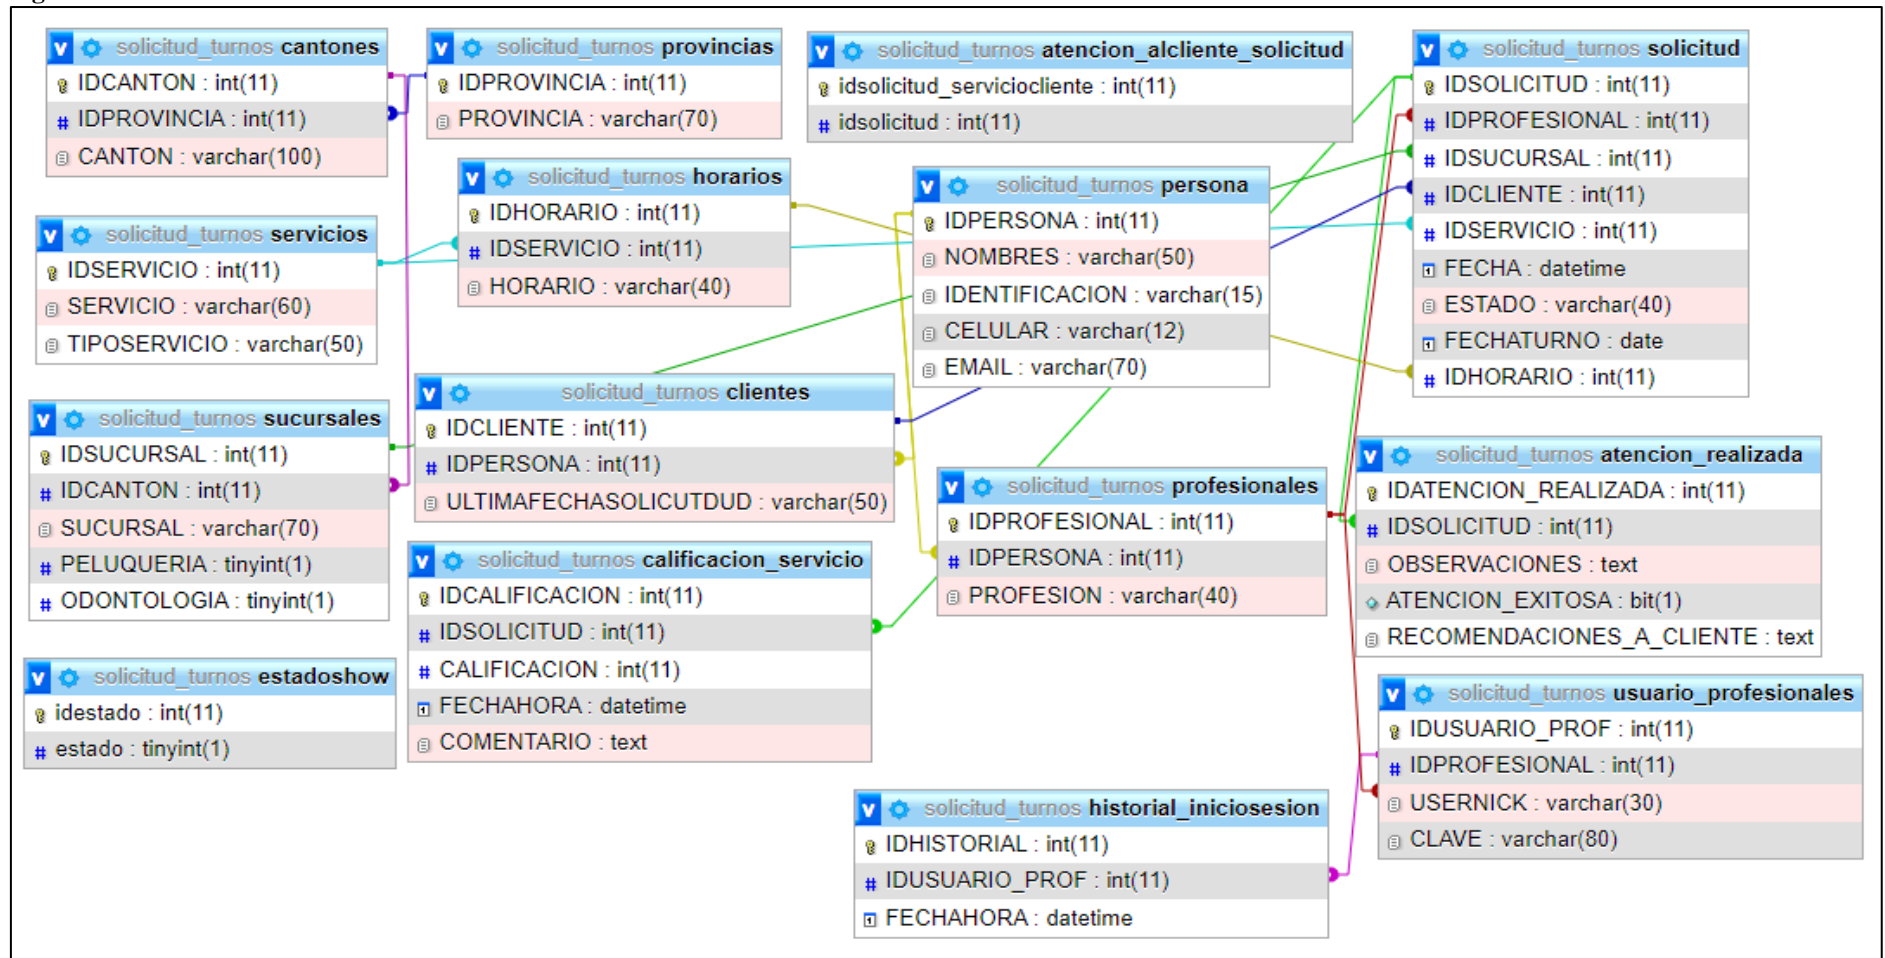 solicitud_turnos cantones
IDCANTON : int(11)
IDPROVINCIA : int(11)
CANTON : varchar(100)
solicitud_turnos provincias
IDPROVINCIA : int(11)
PROVINCIA : varchar(70)
solicitud_turnos atencion_alcliente_solicitud
idsolicitud_serviciocliente : int(11)
idsolicitud : int(11)
solicitud_turnos solicitud
IDSOLICITUD : int(11)
IDPROFESIONAL : int(11)
IDSUCURSAL : int(11)
IDCLIENTE : int(11)
IDSERVICIO : int(11)
FECHA : datetime
ESTADO : varchar(40)
FECHATURNO : date
IDHORARIO : int(11)
solicitud_turnos horarios
IDHORARIO : int(11)
IDSERVICIO : int(11)
HORARIO : varchar(40)
solicitud_turnos persona
IDPERSONA : int(11)
NOMBRES : varchar(50)
IDENTIFICACION : varchar(15)
CELULAR : varchar(12)
EMAIL : varchar(70)
solicitud_turnos servicios
IDSERVICIO : int(11)
SERVICIO : varchar(60)
TIPOSERVICIO : varchar(50)
solicitud_turnos clientes
IDCLIENTE : int(11)
IDPERSONA : int(11)
ULTIMAFECHASOLICUTDUD : varchar(50)
solicitud_turnos sucursales
IDSUCURSAL : int(11)
IDCANTON : int(11)
SUCURSAL : varchar(70)
PELUQUERIA : tinyint(1)
ODONTOLOGIA : tinyint(1)
solicitud_turnos profesionales
IDPROFESIONAL : int(11)
IDPERSONA : int(11)
PROFESION : varchar(40)
solicitud_turnos atencion_realizada
IDATENCION_REALIZADA : int(11)
IDSOLICITUD : int(11)
OBSERVACIONES : text
ATENCION_EXITOSA : bit(1)
RECOMENDACIONES_A_CLIENTE : text
solicitud_turnos calificacion_servicio
IDCALIFICACION : int(11)
IDSOLICITUD : int(11)
CALIFICACION : int(11)
FECHAHORA : datetime
COMENTARIO : text
solicitud_turnos estadoshow
idestado : int(11)
estado : tinyint(1)
solicitud_turnos usuario_profesionales
IDUSUARIO_PROF : int(11)
IDPROFESIONAL : int(11)
USERNICK : varchar(30)
CLAVE : varchar(80)
solicitud_turnos historial_iniciosesion
IDHISTORIAL : int(11)
IDUSUARIO_PROF : int(11)
FECHAHORA : datetime